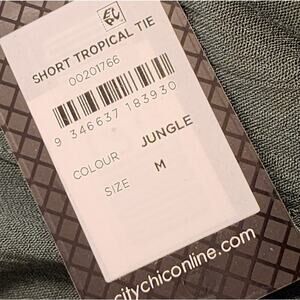 SHORT TROPICAL TIE
00201766
9 346637 183930
COLOUR JUNGLE
SIZE M
citychiconline.com